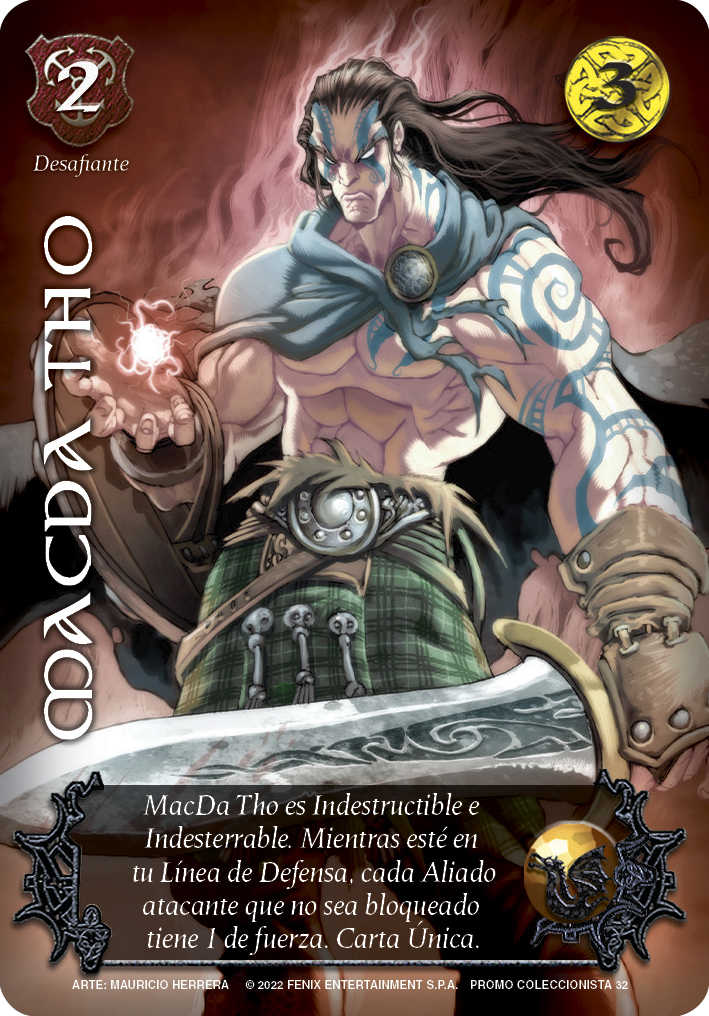 2
3
Desafiante
MACDA THO
MacDa Tho es Indestructible e
Indesterrable. Mientras esté en
tu Línea de Defensa, cada Aliado
atacante que no sea bloqueado
tiene 1 de fuerza. Carta Única.
ARTE: MAURICIO HERRERA © 2022 FENIX ENTERTAINMENT S.P.A. PROMO COLECCIONISTA 32